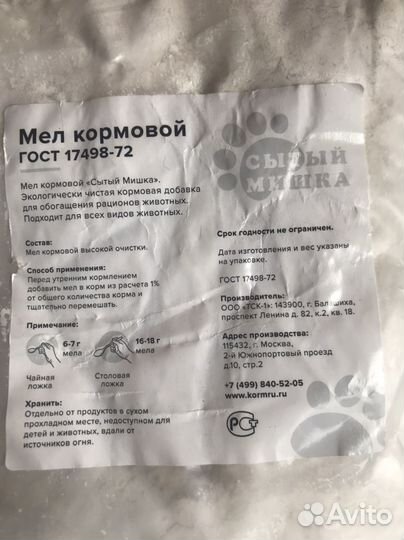 Мел кормовой
ГОСТ 17498-72
СЫТЫЙ
МИШКА
Мел кормовой «Сытый Мишка».
Экологически чистая кормовая добавка
для обогащения рационов животных.
Подходит для всех видов животных.
Состав:
Мел кормовой высокой очистки.
Способ применения:
Перед утренним кормлением
добавить мел в корм из расчета 1%
от общего количества корма и
тщательно перемешать.
Примечание:
6-7 г
мела
16-18 г
мела
Чайная
ложка
Столовая
ложка
Хранить:
Отдельно от продуктов в сухом
прохладном месте, недоступном для
детей и животных, вдали от
источников огня.
Срок годности не ограничен.
Дата изготовления и вес указаны
на упаковке.
ГОСТ 17498-72
Производитель:
ООО «ТСК-1»: 143900, г. Балашиха,
проспект Ленина д. 82, к.2, кв. 18.
Адрес производства:
115432, г. Москва,
2-й Южнопортовый проезд
д.10, стр.2
+7 (499) 840-52-05
www.kormru.ru
РСТ
Avito